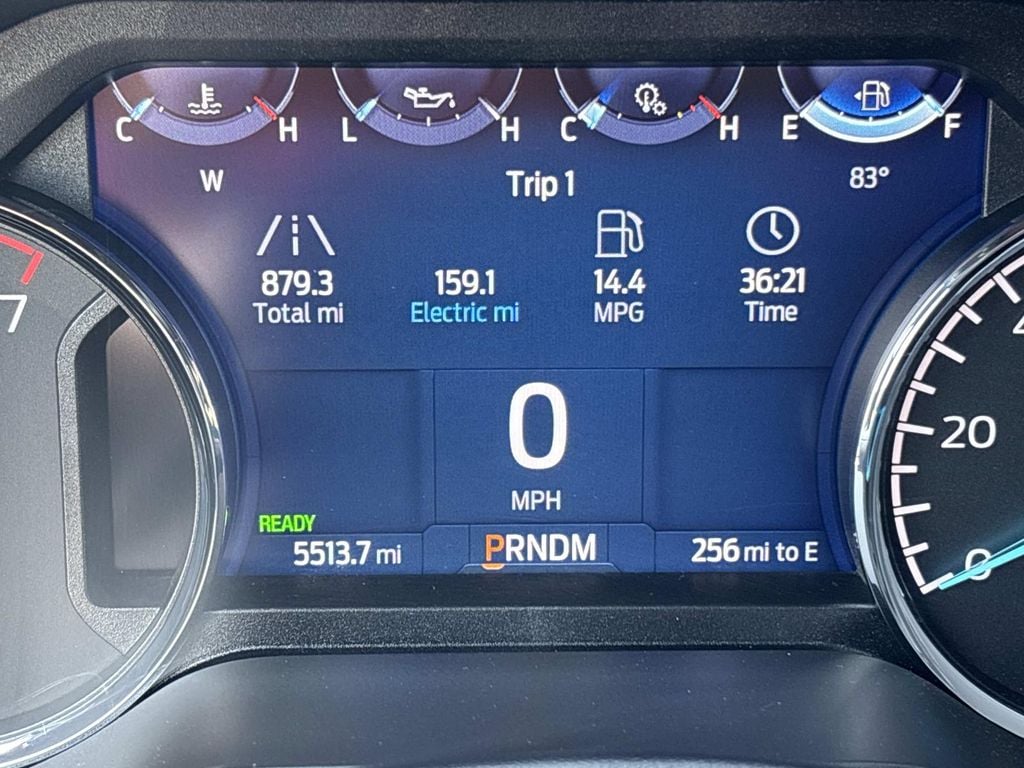 C H L H C H E F
W Trip 1 83°
879.3 159.1 14.4 36:21
Total mi Electric mi MPG Time
7
0
20
MPH
READY
5513.7 mi PRNDM 256 mi to E
0